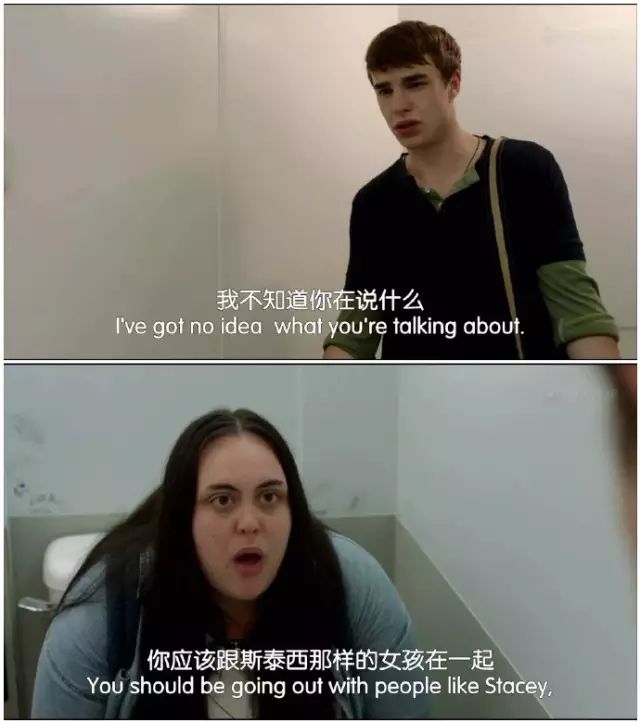 我不知道你在说什么
I've got no idea what you're talking about.
你应该跟斯泰西那样的女孩在一起
You should be going out with people like Stacey,